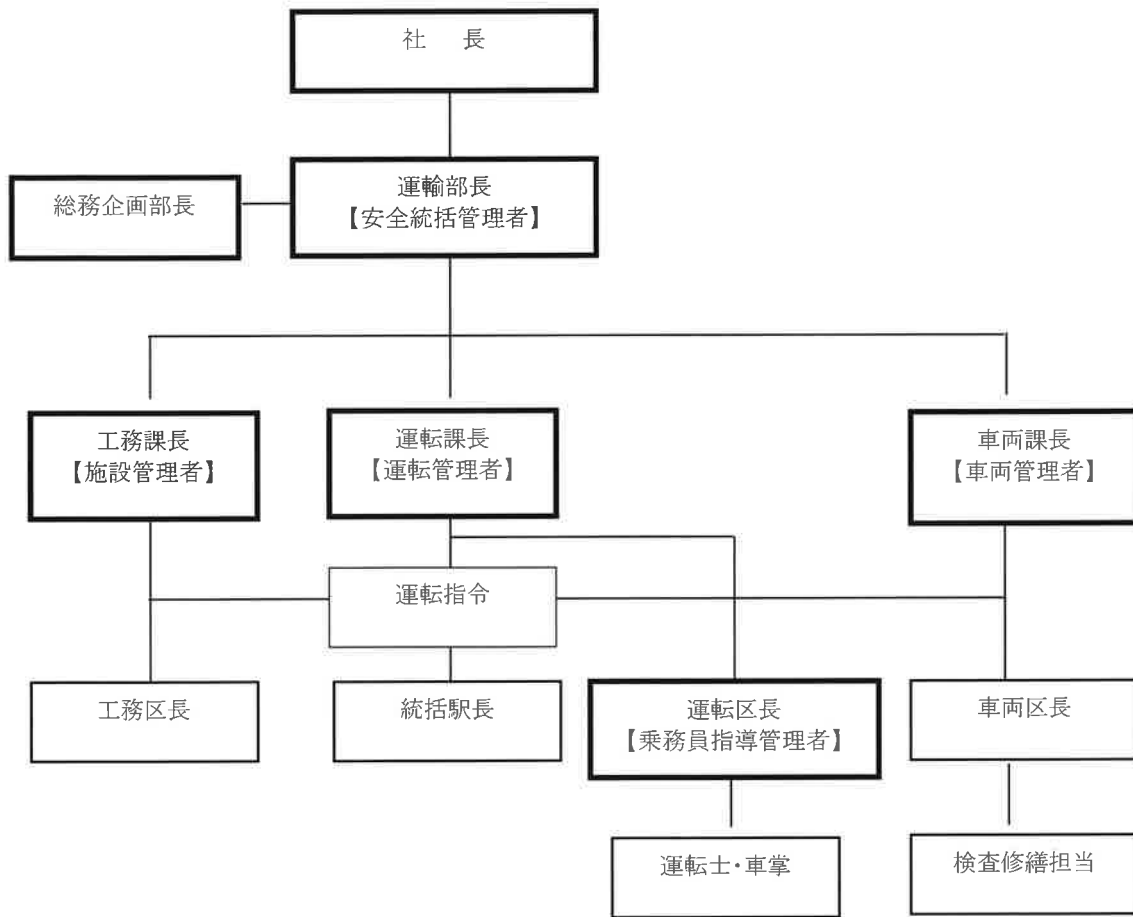 社 長
運輸部長
【安全統括管理者】
総務企画部長
工務課長
【施設管理者】
運転課長
【運転管理者】
車両課長
【車両管理者】
運転指令
工務区長
統括駅長
運転区長
【乗務員指導管理者】
車両区長
運転士・車掌
検査修繕担当